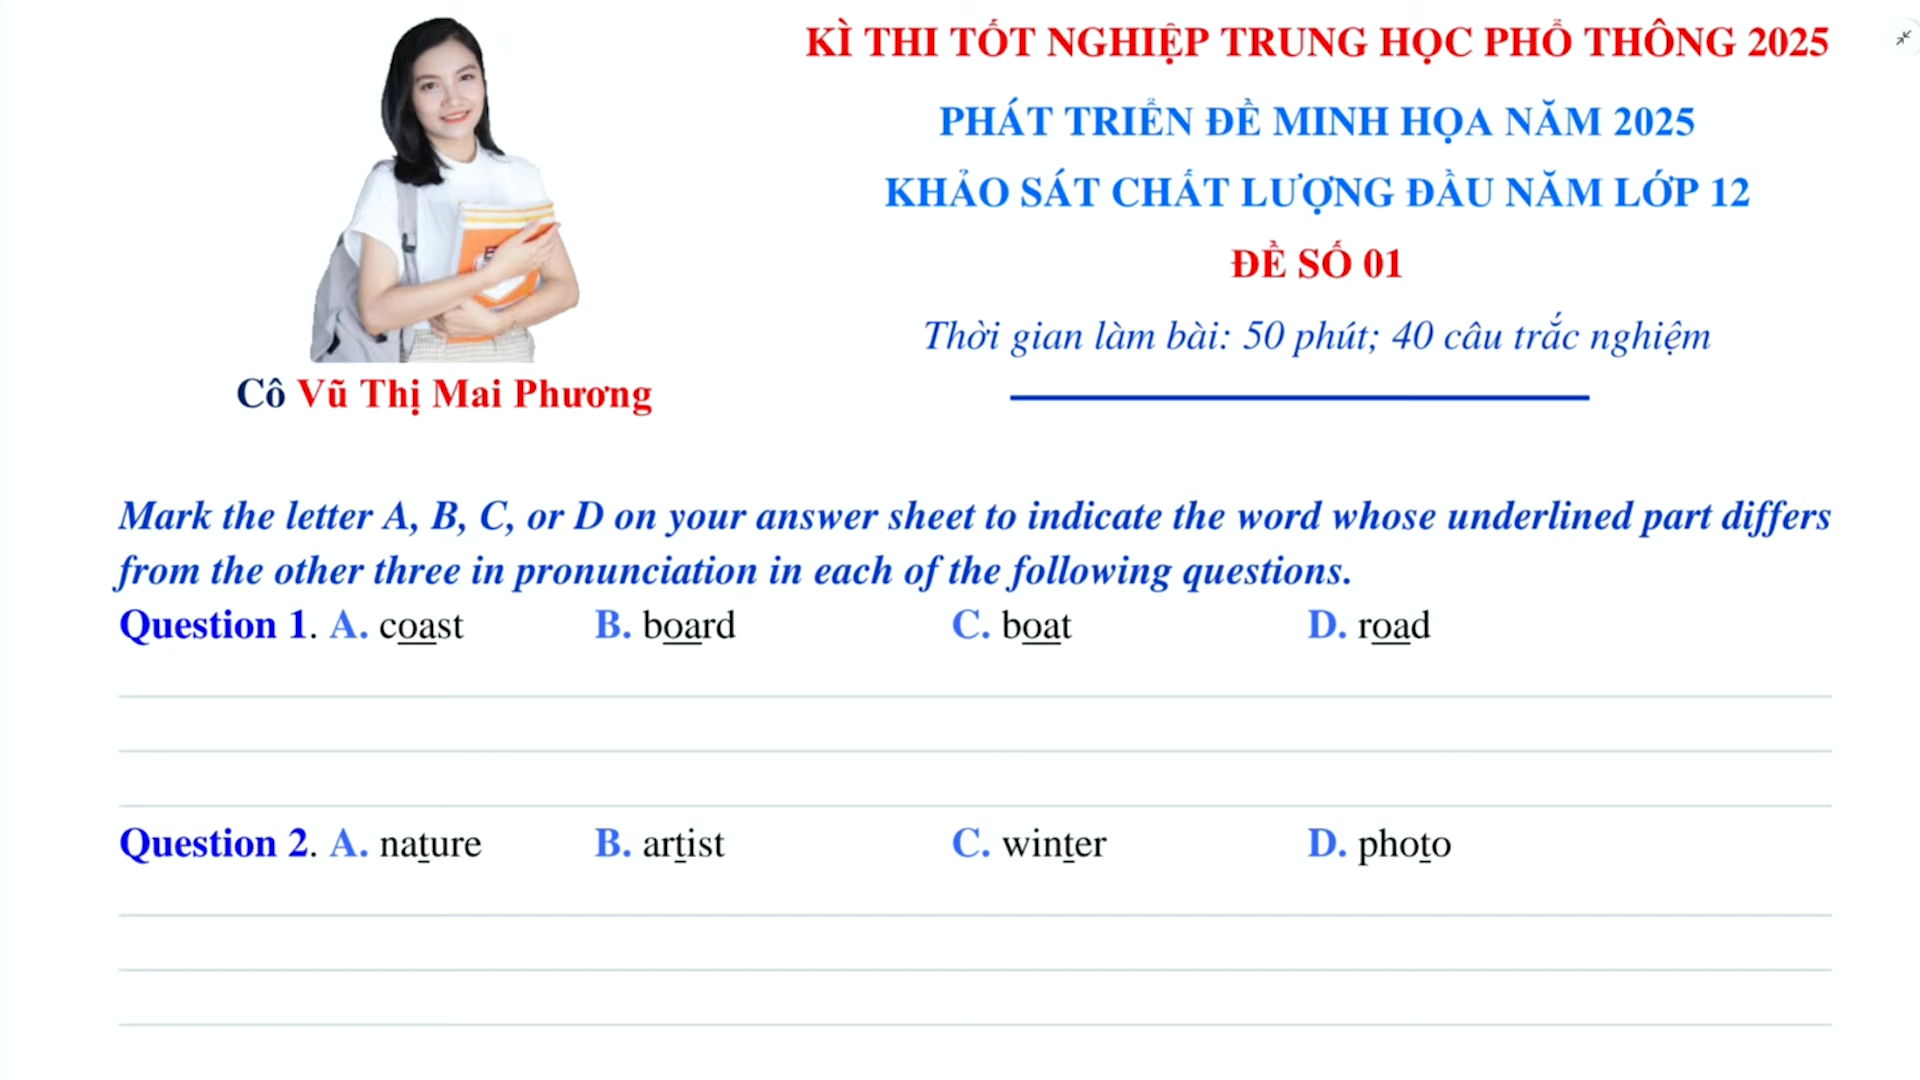 KÌ THI TỐT NGHIỆP TRUNG HỌC PHỔ THÔNG 2025
PHÁT TRIỂN ĐỀ MINH HỌA NĂM 2025
KHẢO SÁT CHẤT LƯỢNG ĐẦU NĂM LỚP 12
ĐỀ SỐ 01
Thời gian làm bài: 50 phút; 40 câu trắc nghiệm
Cô Vũ Thị Mai Phương
Mark the letter A, B, C, or D on your answer sheet to indicate the word whose underlined part differs
from the other three in pronunciation in each of the following questions.
Question 1. A. coast B. board C. boat D. road
Question 2. A. nature B. artist C. winter D. photo